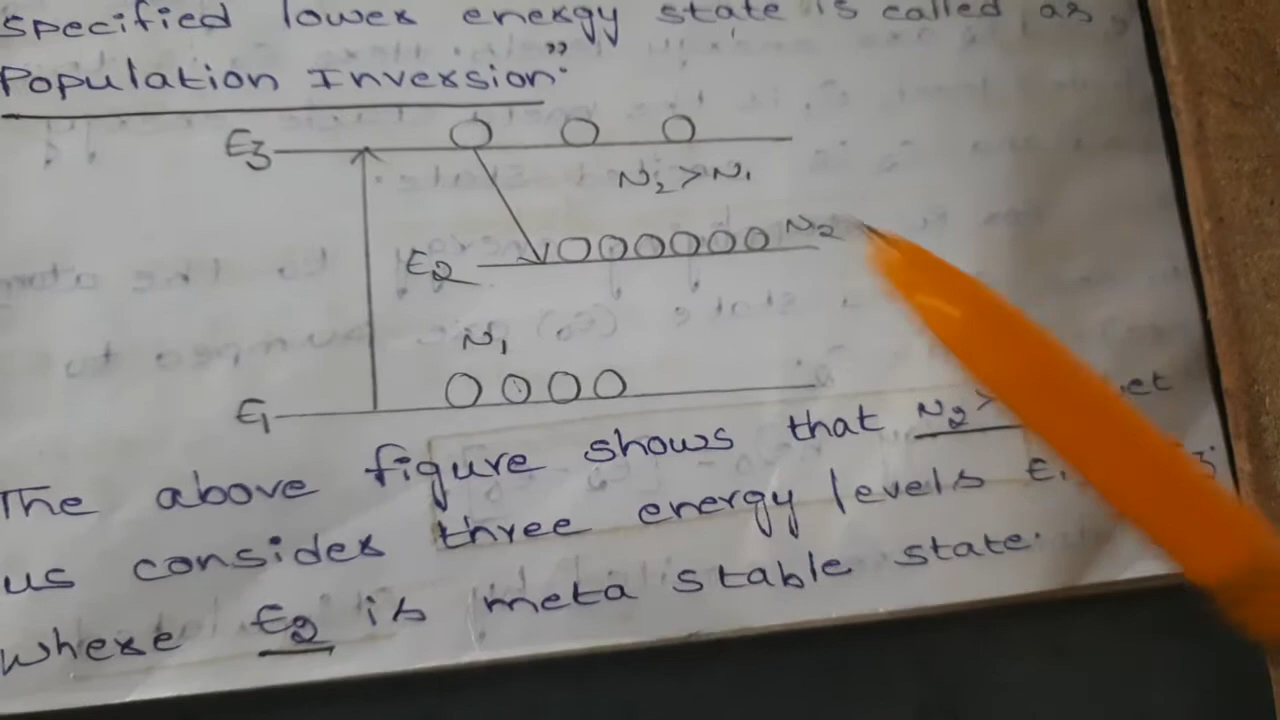 specified lower energy state is called as
Population Inversion"
E3
N2 > N1
E2
N2
N1
E1
The above figure shows that N2 >
us consider three energy levels E1
where E2 is meta stable state.